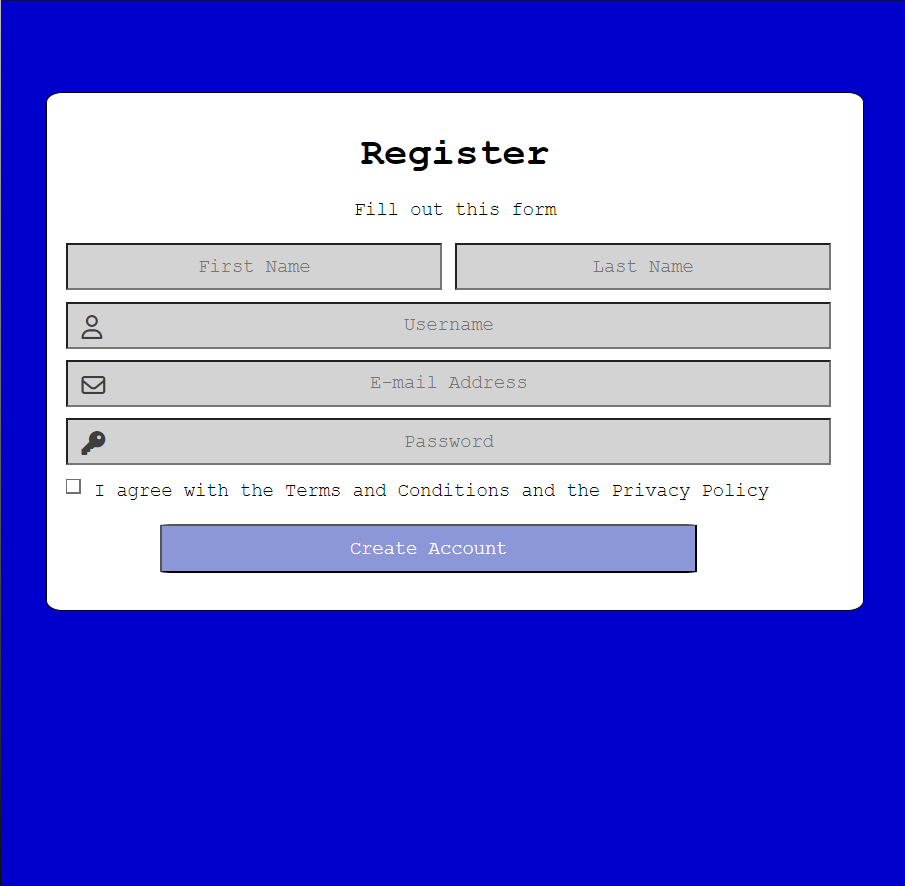 Register
Fill out this form
First Name Last Name
Username
E-mail Address
Password
I agree with the Terms and Conditions and the Privacy Policy
Create Account